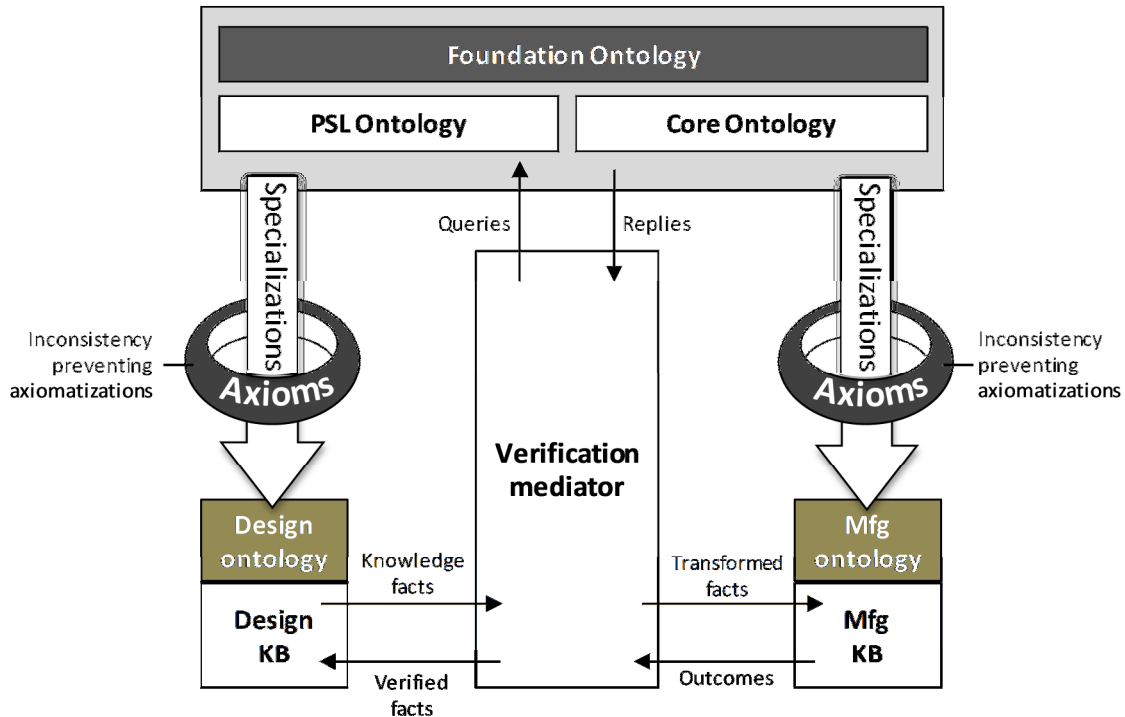 Foundation Ontology
PSL Ontology
Core Ontology
Specializations
Specializations
Queries
Replies
Inconsistency
preventing
axiomatizations
Axioms
Axioms
Inconsistency
preventing
axiomatizations
Verification
mediator
Design
ontology
Mfg
ontology
Knowledge
facts
Transformed
facts
Design
KB
Mfg
KB
Verified
facts
Outcomes